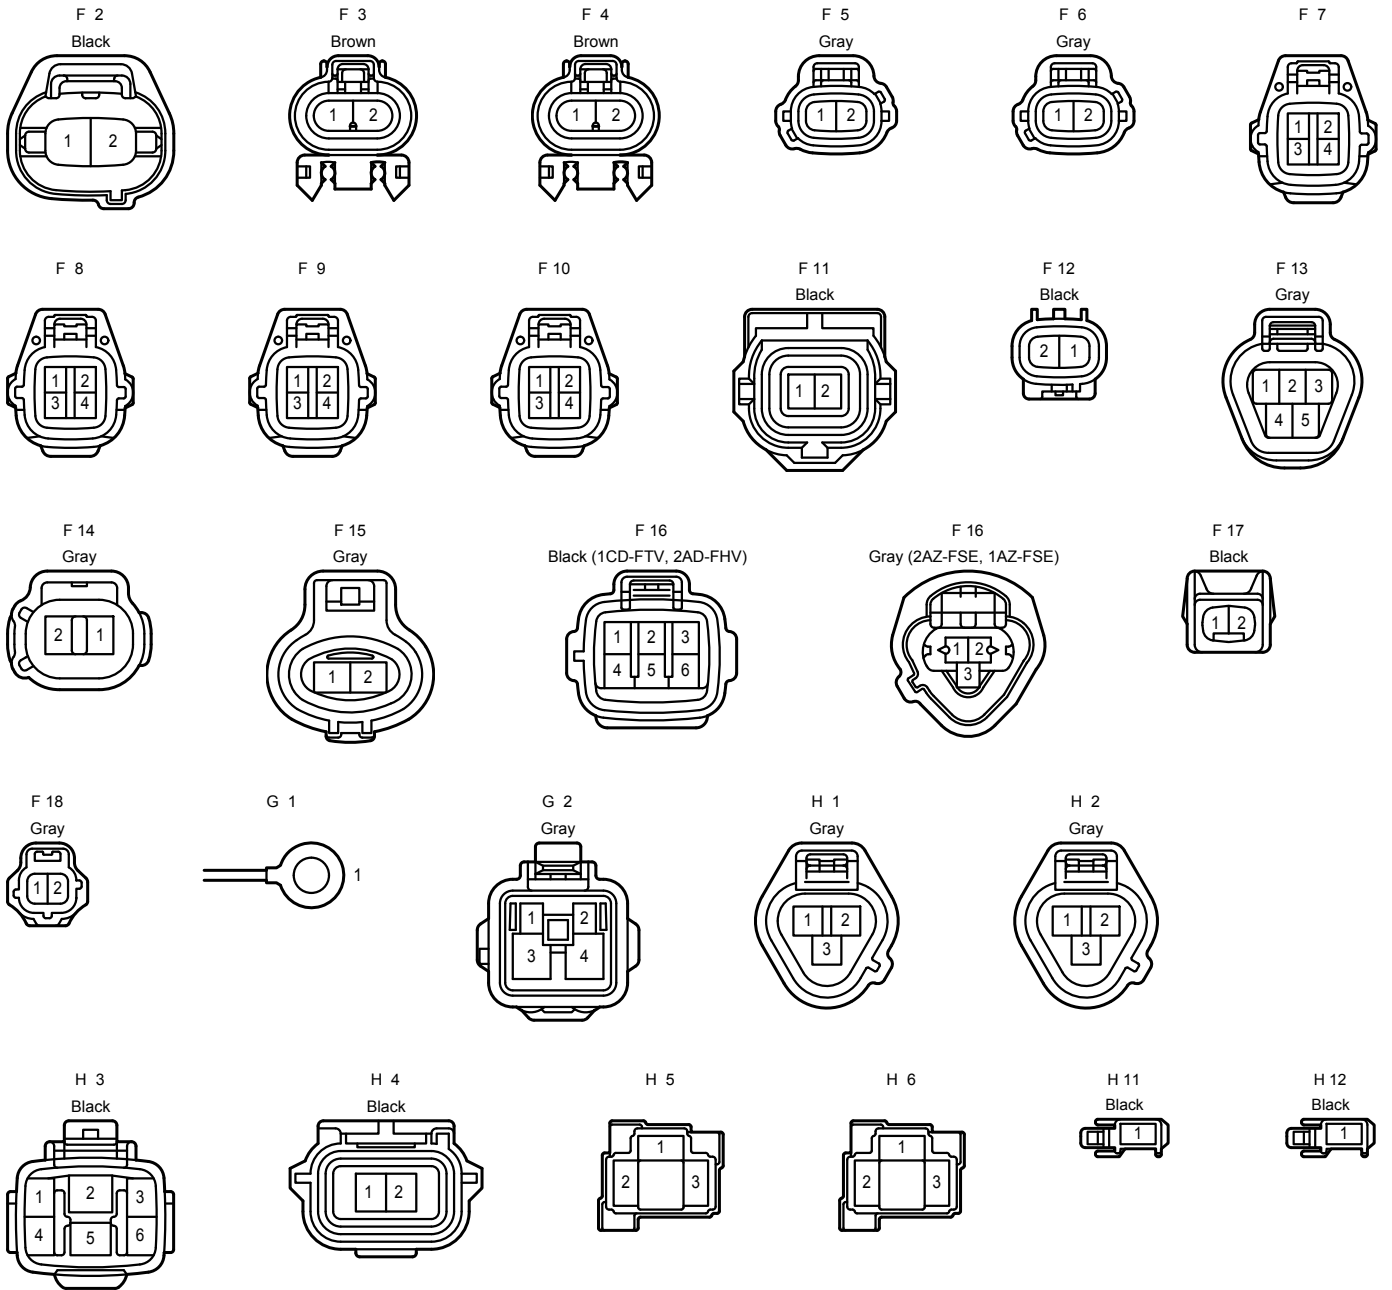 F 2
Black
1 2
F 3
Brown
1 2
F 4
Brown
1 2
F 5
Gray
1 2
F 6
Gray
1 2
F 7
1 2
3 4
F 8
1 2
3 4
F 9
1 2
3 4
F 10
1 2
3 4
F 11
Black
1 2
F 12
Black
2 1
F 13
Gray
1 2 3
4 5
F 14
Gray
2 1
F 15
Gray
1 2
F 16
Black (1CD-FTV, 2AD-FHV)
1 2 3
4 5 6
F 16
Gray (2AZ-FSE, 1AZ-FSE)
1 2
3
F 17
Black
1 2
F 18
Gray
1 2
G 1
1
G 2
Gray
1 2
3 4
H 1
Gray
1 2
3
H 2
Gray
1 2
3
H 3
Black
1 2 3
4 5 6
H 4
Black
1 2
H 5
1
2 3
H 6
1
2 3
H 11
Black
1
H 12
Black
1